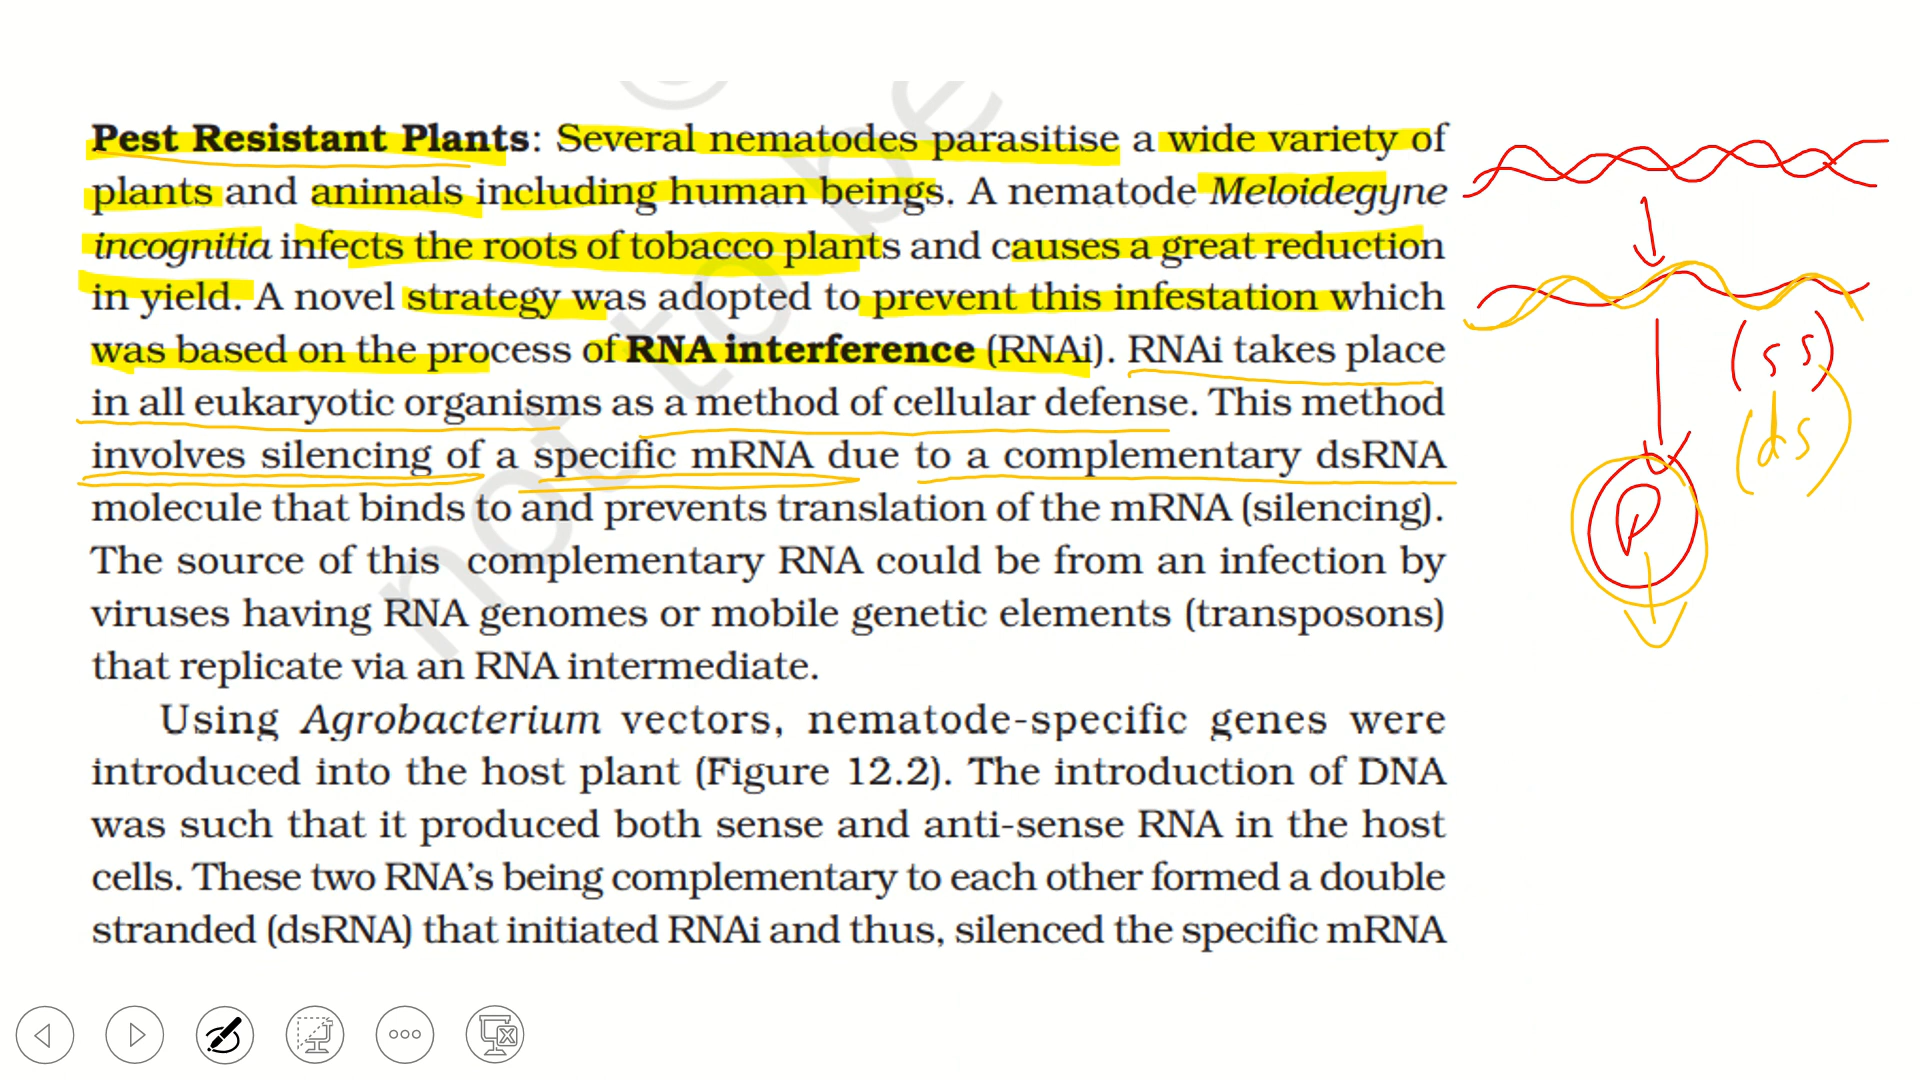 Pest Resistant Plants: Several nematodes parasitise a wide variety of
plants and animals including human beings. A nematode Meloidegyne
incognitia infects the roots of tobacco plants and causes a great reduction
in yield. A novel strategy was adopted to prevent this infestation which
was based on the process of RNA interference (RNAi). RNAi takes place
in all eukaryotic organisms as a method of cellular defense. This method
involves silencing of a specific mRNA due to a complementary dsRNA
molecule that binds to and prevents translation of the mRNA (silencing).
The source of this complementary RNA could be from an infection by
viruses having RNA genomes or mobile genetic elements (transposons)
that replicate via an RNA intermediate.
Using Agrobacterium vectors, nematode-specific genes were
introduced into the host plant (Figure 12.2). The introduction of DNA
was such that it produced both sense and anti-sense RNA in the host
cells. These two RNA's being complementary to each other formed a double
stranded (dsRNA) that initiated RNAi and thus, silenced the specific mRNA
(ss)
(ds)
P
not to be